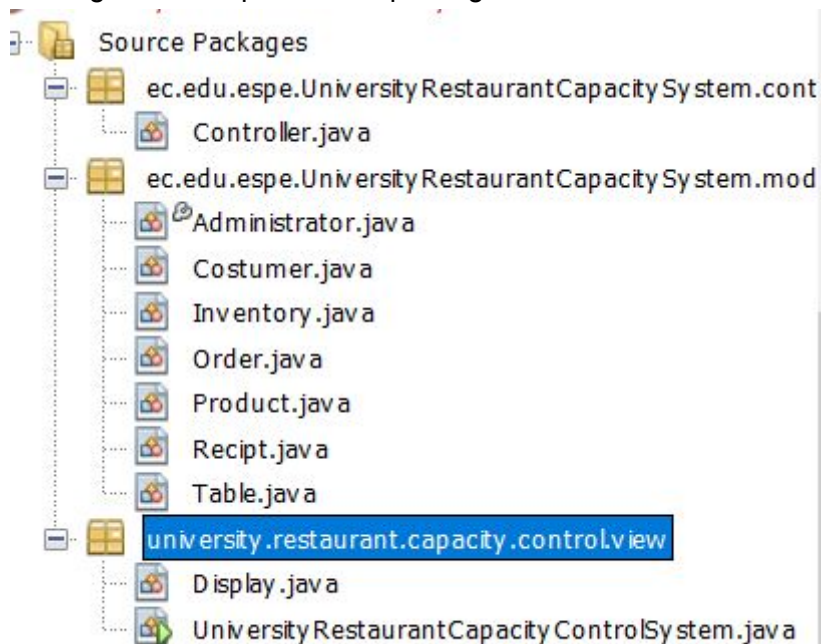 Source Packages
ec.edu.espe.UniversityRestaurantCapacitySystem.cont
Controller.java
ec.edu.espe.UniversityRestaurantCapacitySystem.mod
Administrator.java
Costumer.java
Inventory.java
Order.java
Product.java
Recipt.java
Table.java
university.restaurant.capacity.control.view
Display.java
UniversityRestaurantCapacityControlSystem.java